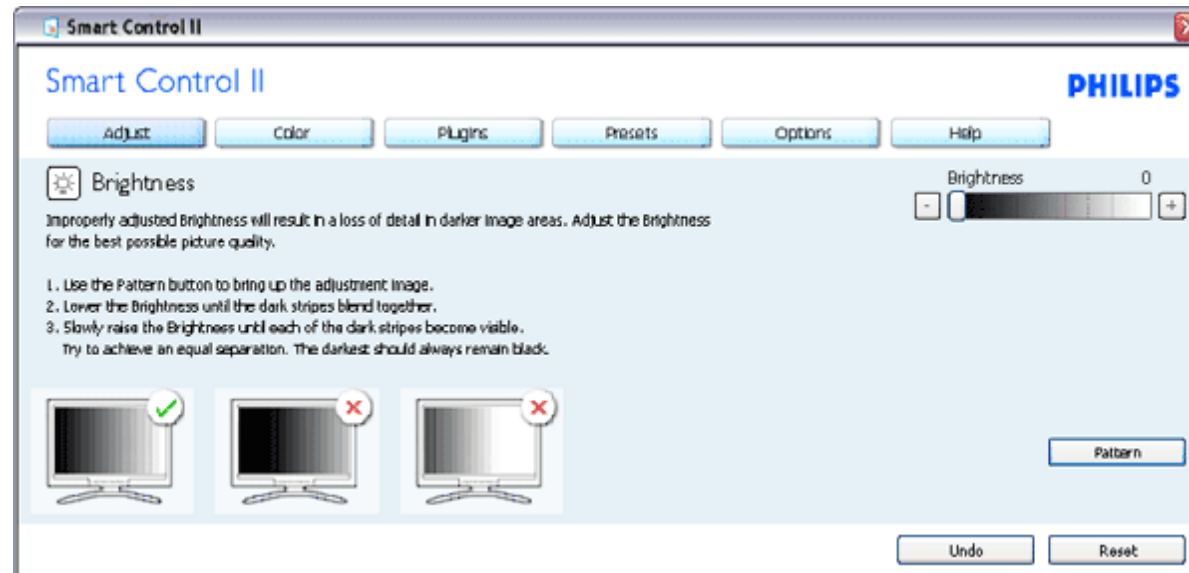 Smart Control II
Smart Control II
PHILIPS
Adjust Color Plugins Presets Options Help
Brightness
Brightness 0
- +
Improperly adjusted Brightness will result in a loss of detail in darker image areas. Adjust the Brightness
for the best possible picture quality.
1. Use the Pattern button to bring up the adjustment image.
2. Lower the Brightness until the dark stripes blend together.
3. Slowly raise the Brightness until each of the dark stripes become visible.
Try to achieve an equal separation. The darkest should always remain black.
Pattern
Undo Reset